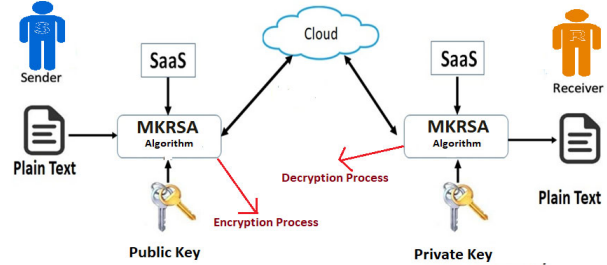 S
Sender
SaaS
Cloud
SaaS
R
Receiver
MKRSA
Algorithm
MKRSA
Algorithm
Plain Text
Decryption Process
Encryption Process
Plain Text
Public Key
Private Key